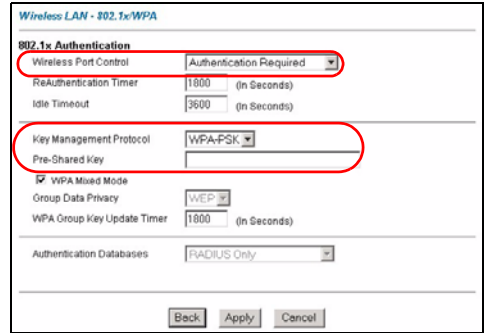 Wireless LAN - 802.1x/WPA
802.1x Authentication
Wireless Port Control Authentication Required
ReAuthentication Timer 1800 (In Seconds)
Idle Timeout 3600 (In Seconds)
Key Management Protocol WPA-PSK
Pre-Shared Key
WPA Mixed Mode
Group Data Privacy WEP
WPA Group Key Update Timer 1800 (In Seconds)
Authentication Databases RADIUS Only
Back Apply Cancel